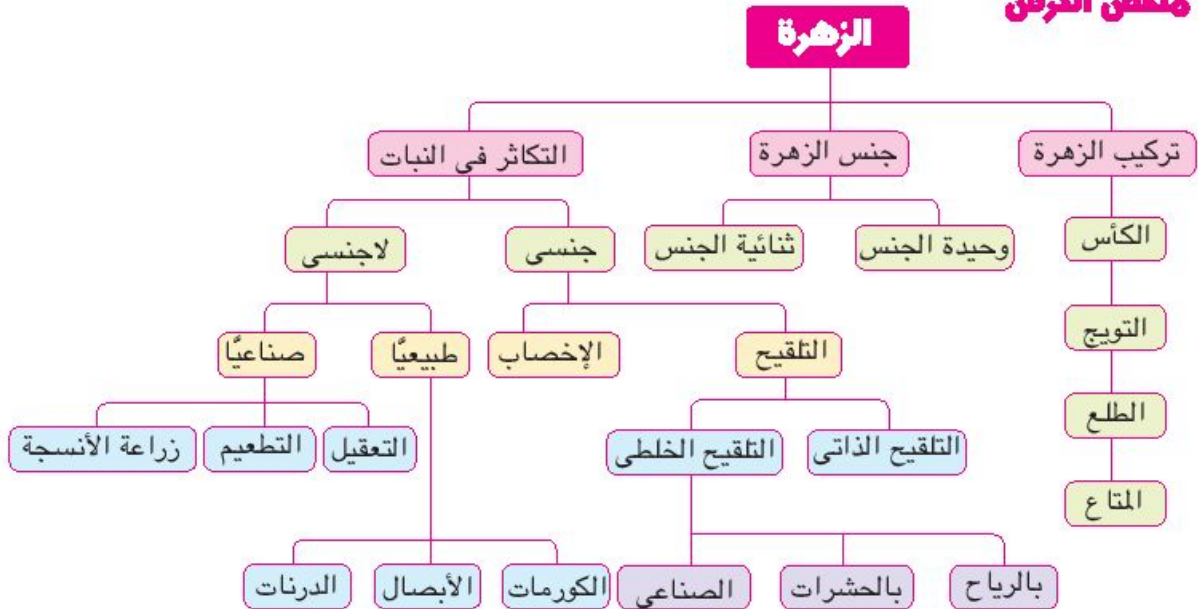 الزهرة
تركيب الزهرة
جنس الزهرة
التكاثر فى النبات
الكأس
وحيدة الجنس
ثنائية الجنس
جنسى
لاجنسى
التويج
التلقيح
الإخصاب
طبيعيًّا
صناعيًّا
الطلع
التلقيح الذاتى
التلقيح الخلطى
التعقيل
التطعيم
زراعة الأنسجة
المتاع
بالرياح
بالحشرات
الصناعى
الكورمات
الأبصال
الدرنات